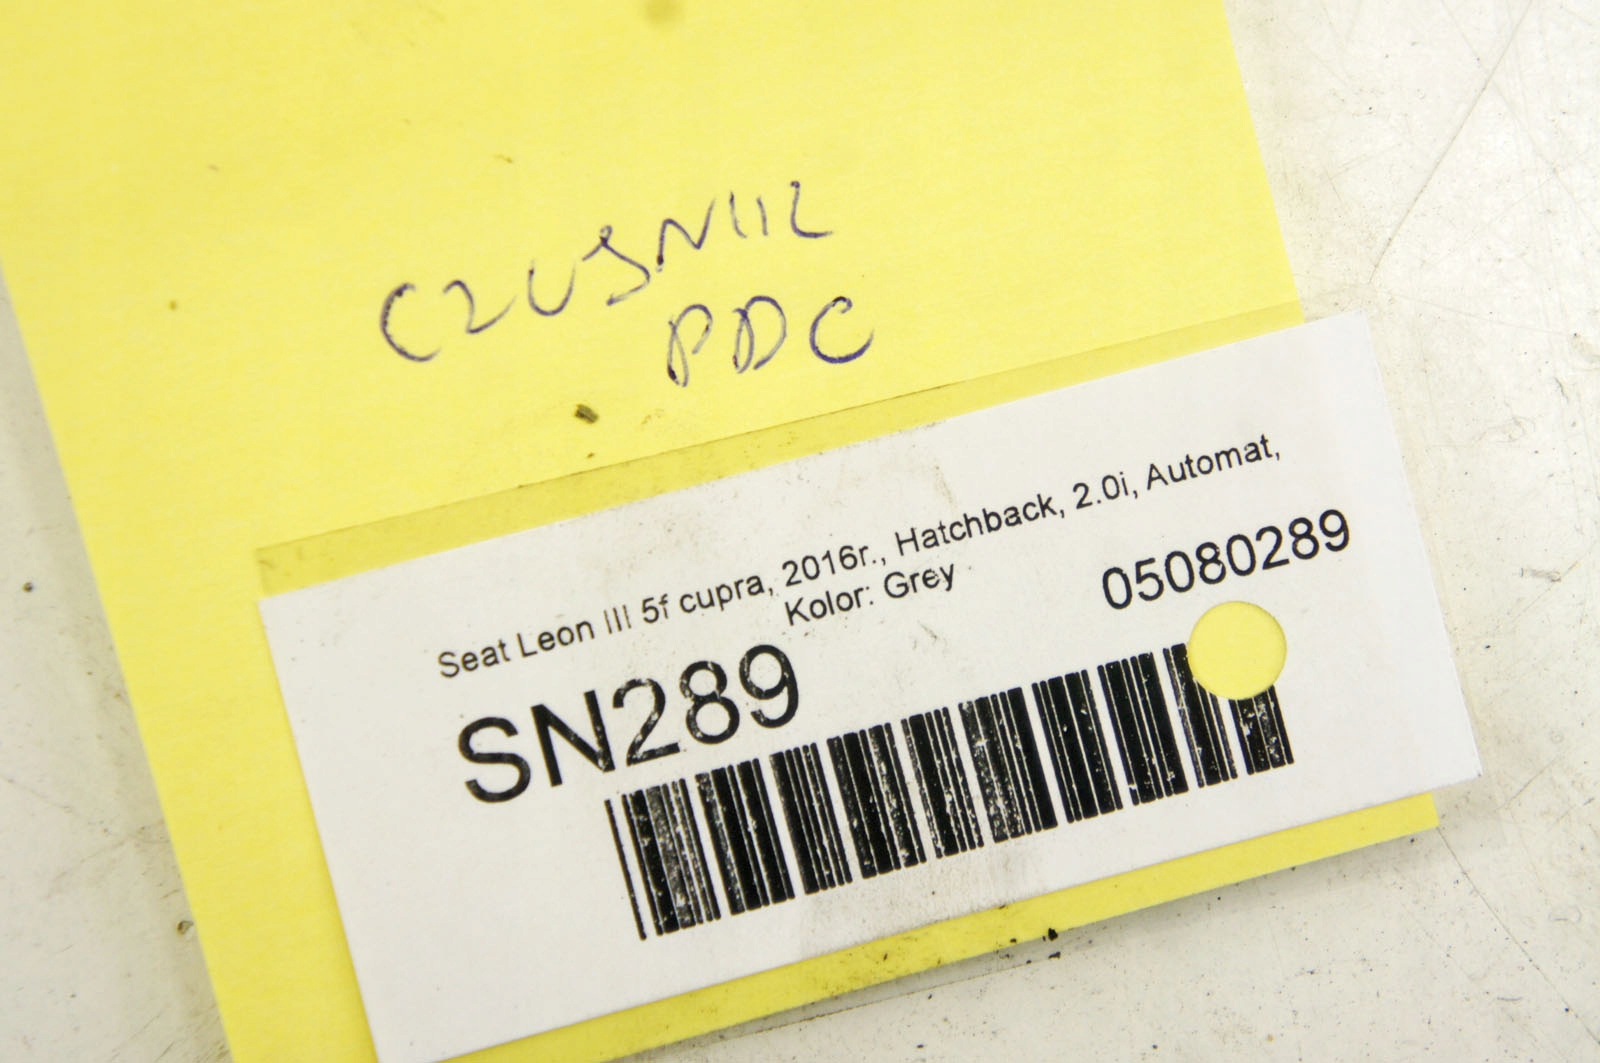 CZUJNIK
PDC
Seat Leon III 5f cupra, 2016r., Hatchback, 2.0i, Automat,
Kolor: Grey
05080289
SN289